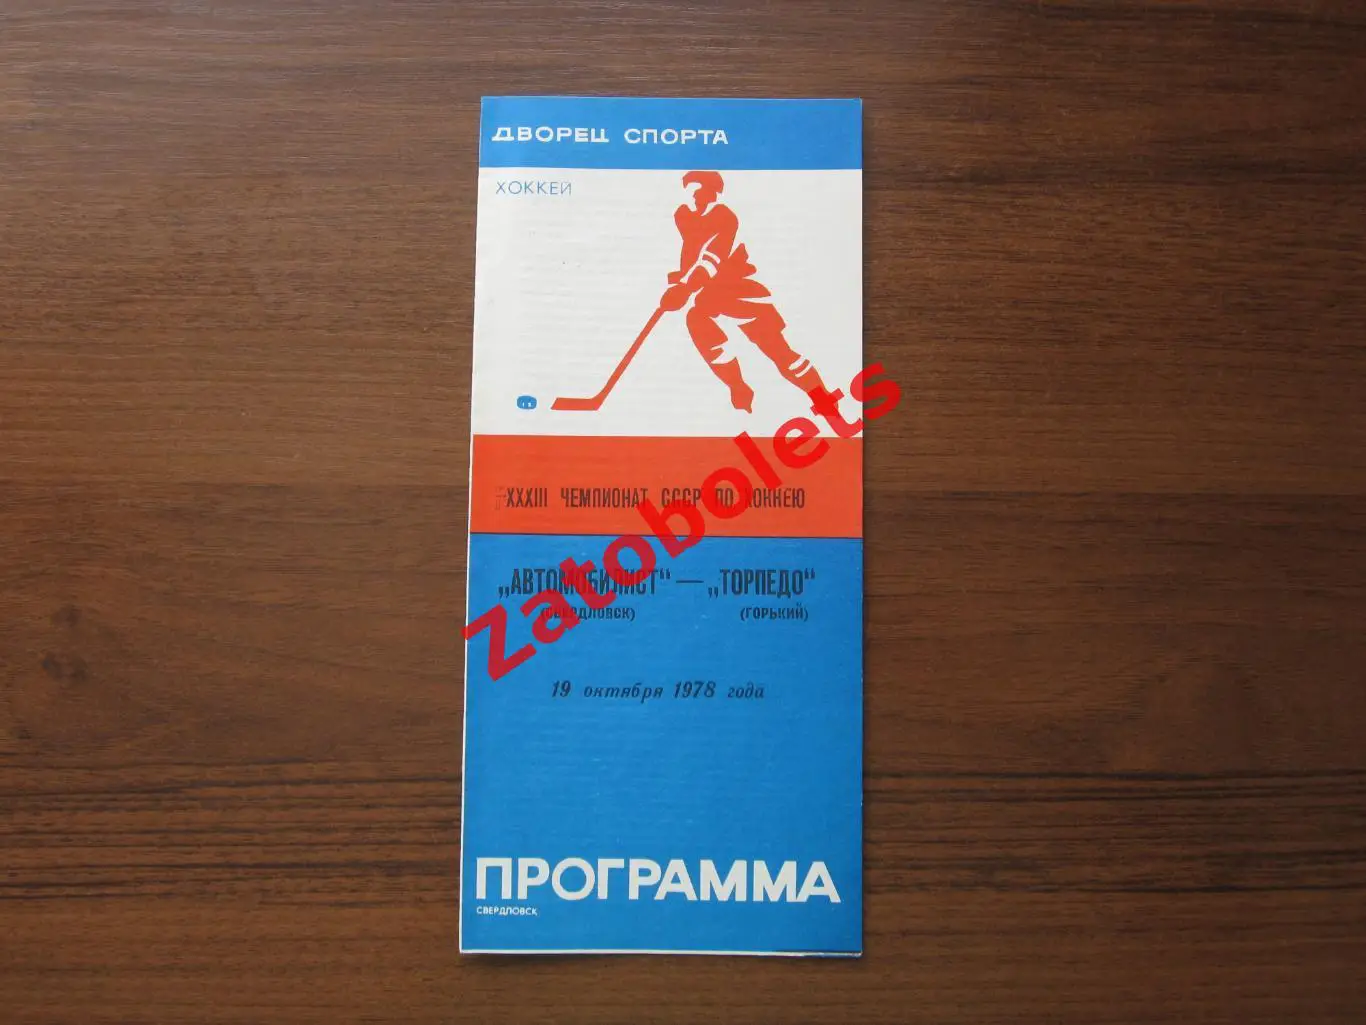 ДВОРЕЦ СПОРТА
ХОККЕЙ
XXXIII ЧЕМПИОНАТ СССР ПО ХОККЕЮ
„АВТОМОБИЛИСТ“ — „ТОРПЕДО“
(СВЕРДЛОВСК) (ГОРЬКИЙ)
19 октября 1978 года
ПРОГРАММА
СВЕРДЛОВСК
Zatobolets